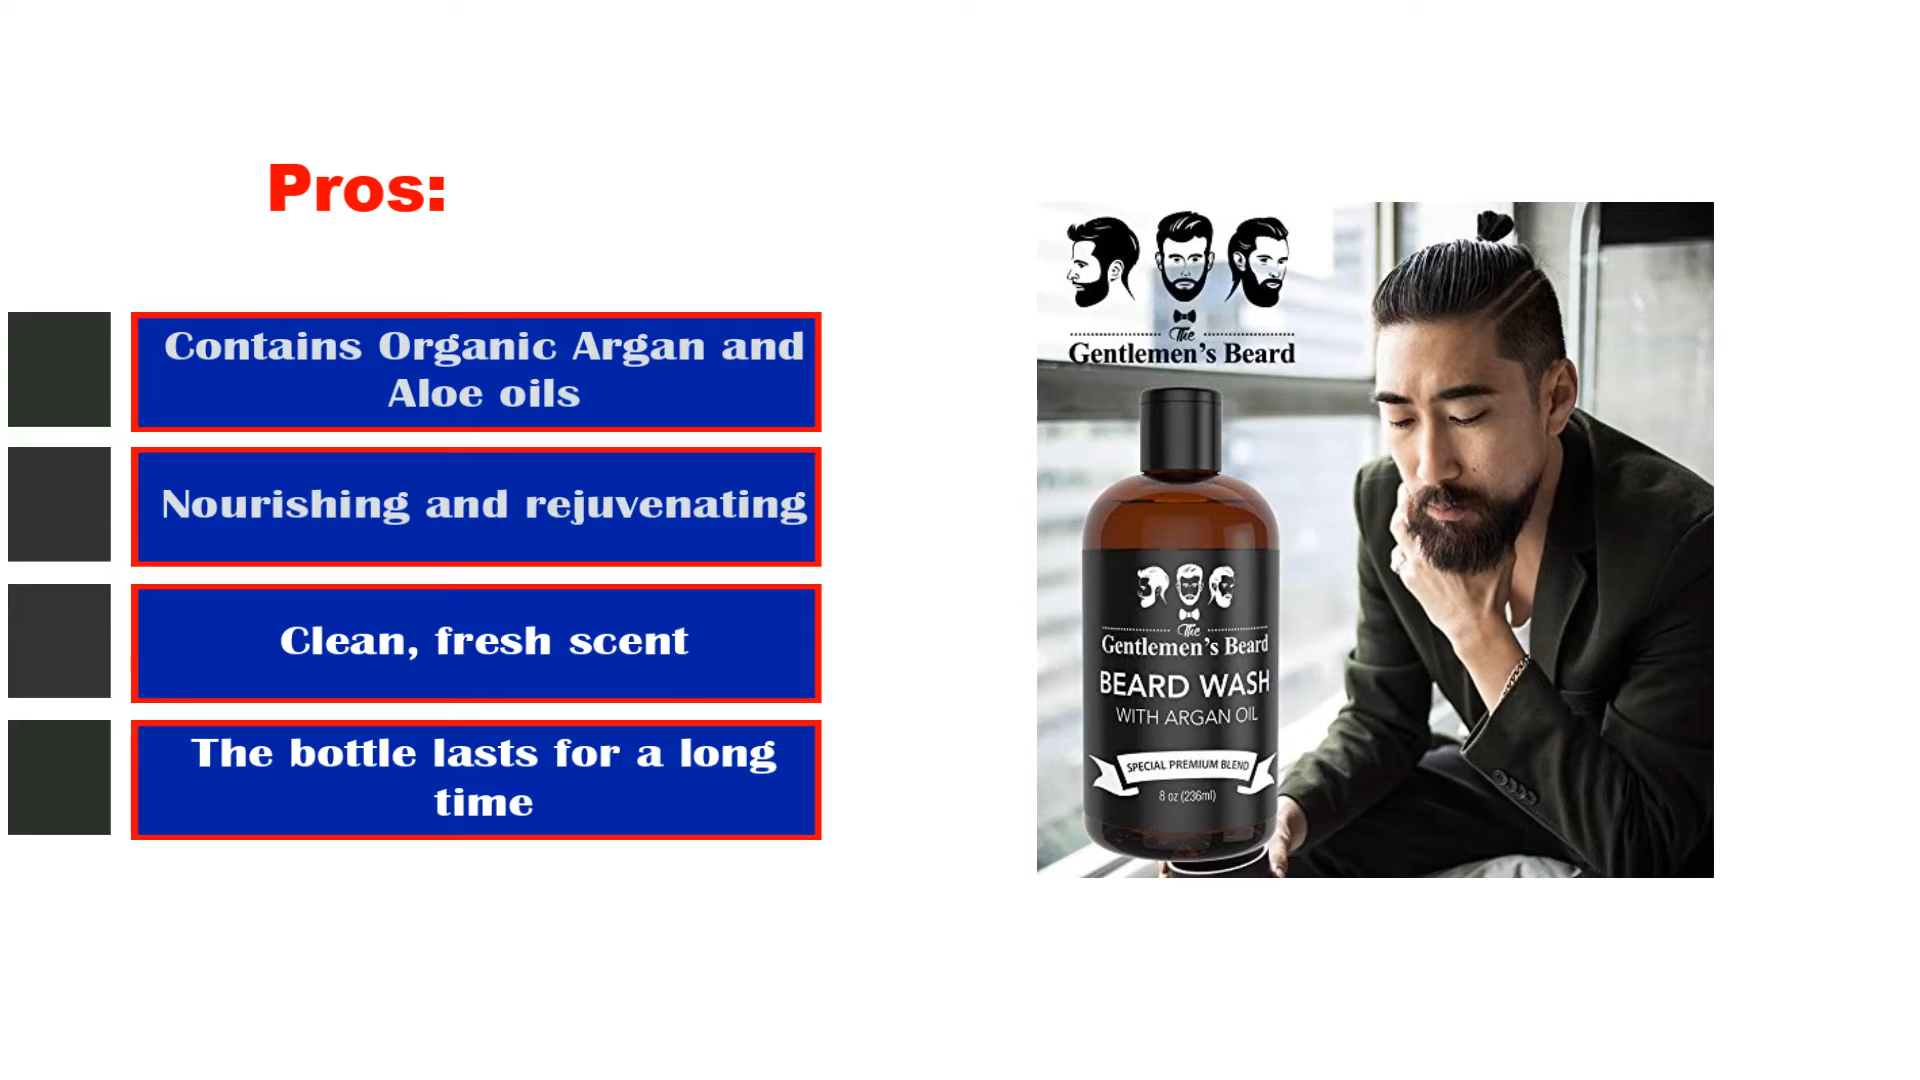 Pros:
Contains Organic Argan and
Aloe oils
Nourishing and rejuvenating
Clean, fresh scent
The bottle lasts for a long
time
The
Gentlemen's Beard
The
Gentlemen's Beard
BEARD WASH
WITH ARGAN OIL
SPECIAL PREMIUM BLEND
8 oz (236ml)